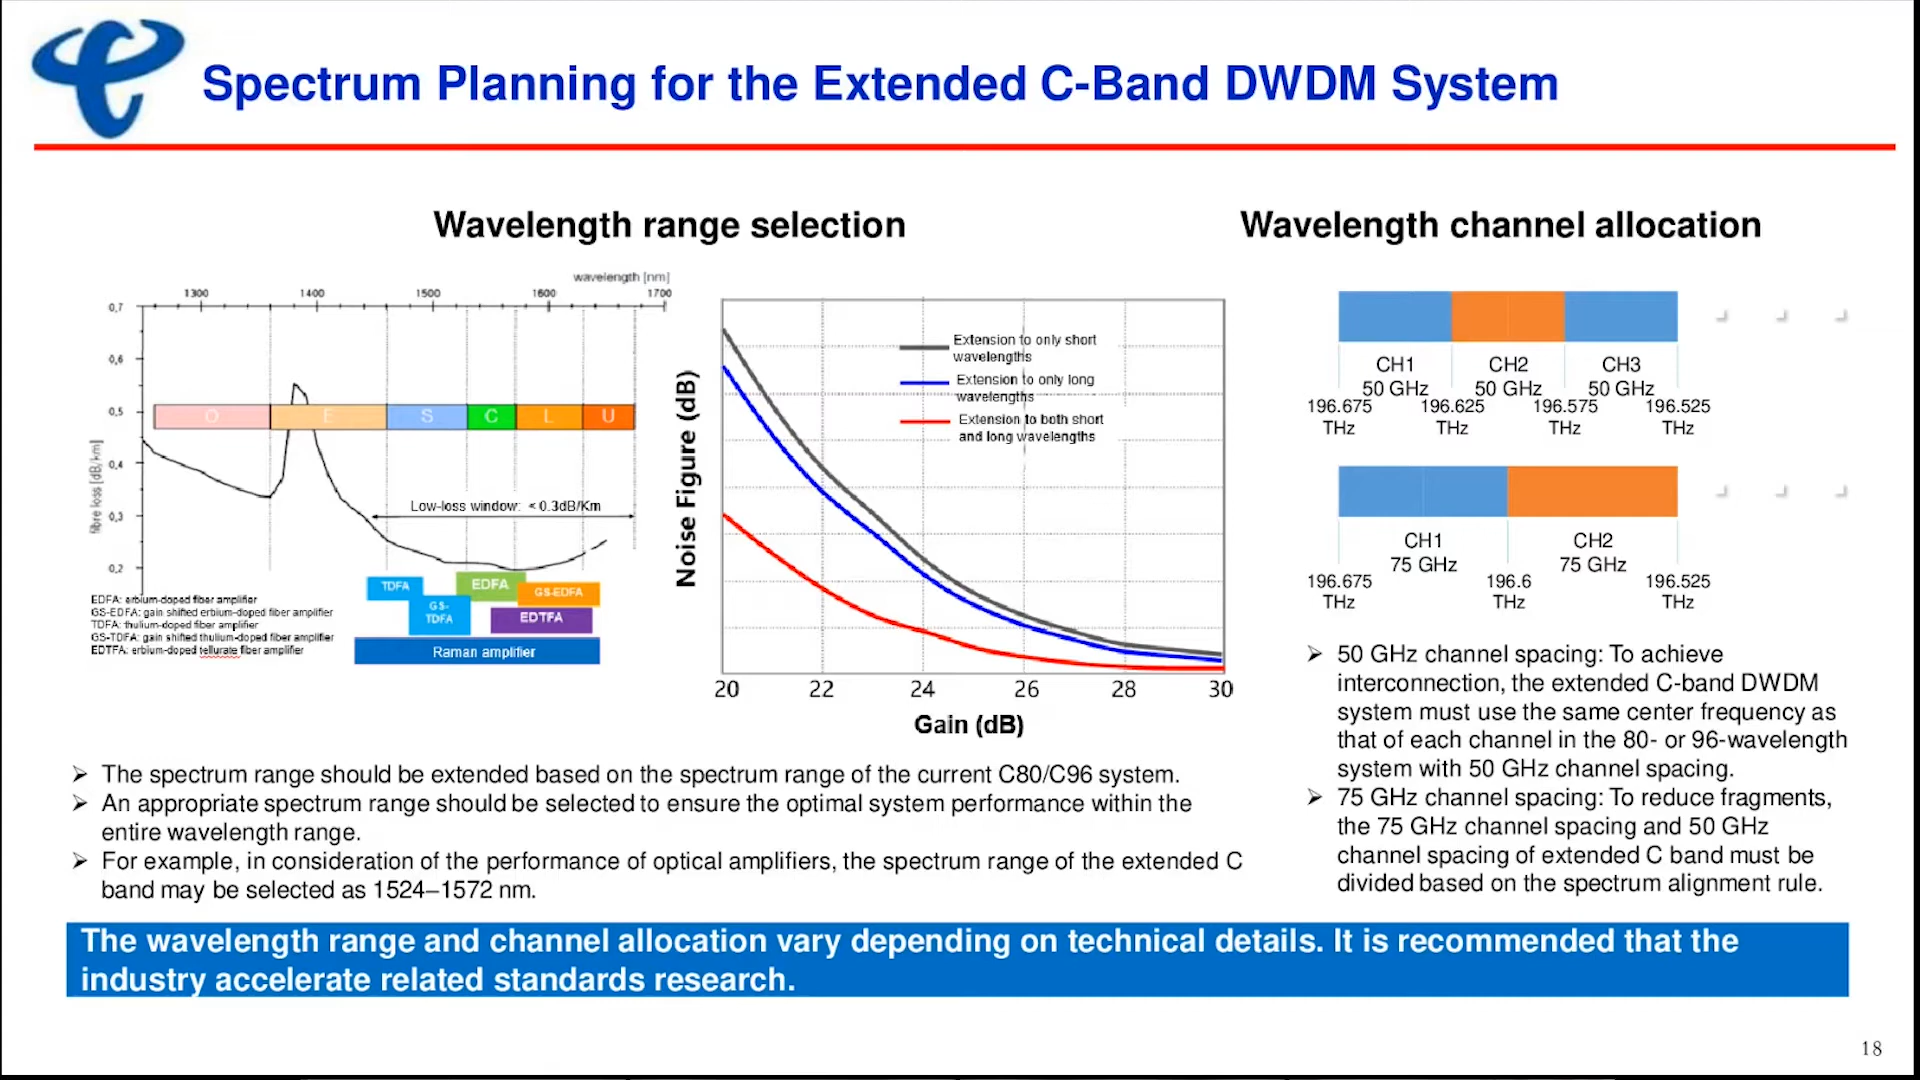 Spectrum Planning for the Extended C-Band DWDM System
Wavelength range selection
wavelength [nm]
1300 1400 1500 1600 1700
0,7
0,6
0,5
0,4
0,3
0,2
fibre loss [dB/km]
O E S C L U
Low-loss window: <0.3dB/Km
TDFA
EDFA
GS-EDFA
GS-
TDFA
EDTFA
Raman amplifier
EDFA: erbium-doped fiber amplifier
GS-EDFA: gain shifted erbium-doped fiber amplifier
TDFA: thulium-doped fiber amplifier
GS-TDFA: gain shifted thulium-doped fiber amplifier
EDTFA: erbium-doped tellurate fiber amplifier
Noise Figure (dB)
Extension to only short
wavelengths
Extension to only long
wavelengths
Extension to both short
and long wavelengths
20 22 24 26 28 30
Gain (dB)
➢ The spectrum range should be extended based on the spectrum range of the current C80/C96 system.
➢ An appropriate spectrum range should be selected to ensure the optimal system performance within the
entire wavelength range.
➢ For example, in consideration of the performance of optical amplifiers, the spectrum range of the extended C
band may be selected as 1524–1572 nm.
Wavelength channel allocation
CH1 CH2 CH3
50 GHz 50 GHz 50 GHz
196.675 196.625 196.575 196.525
THz THz THz THz
CH1 CH2
75 GHz 75 GHz
196.675 196.6 196.525
THz THz THz
➢ 50 GHz channel spacing: To achieve
interconnection, the extended C-band DWDM
system must use the same center frequency as
that of each channel in the 80- or 96-wavelength
system with 50 GHz channel spacing.
➢ 75 GHz channel spacing: To reduce fragments,
the 75 GHz channel spacing and 50 GHz
channel spacing of extended C band must be
divided based on the spectrum alignment rule.
The wavelength range and channel allocation vary depending on technical details. It is recommended that the
industry accelerate related standards research.
18